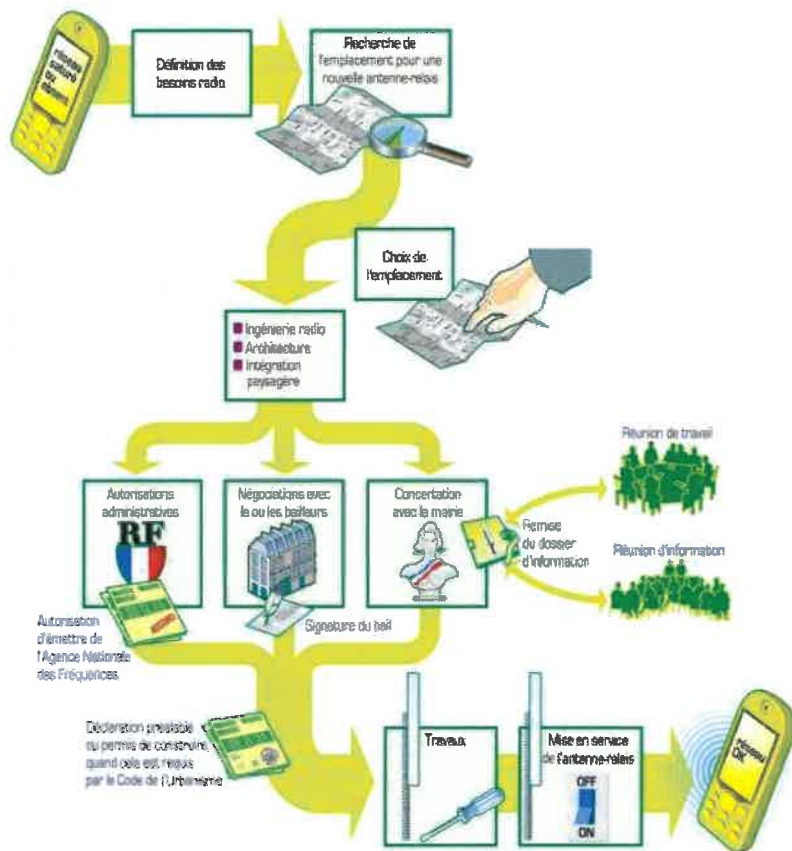 réseau
saturé
ou
absent
Définition des
besoins radio
Recherche de
l'emplacement pour une
nouvelle antenne-relais
Choix de
l'emplacement
Ingénierie radio
Architecture
Intégration
paysagère
Autorisations
administratives
RF
Négociations avec
le ou les bailleurs
Concertation
avec la mairie
Réunion de travail
Remise
du dossier
d'information
Réunion d'information
Autorisation
d'émettre de
l'Agence Nationale
des Fréquences
Signature du bail
Déclaration préalable
ou permis de construire,
quand cela est requis
par le Code de l'Urbanisme
Travaux
Mise en service
de l'antenne-relais
OFF
ON
réseau
OK